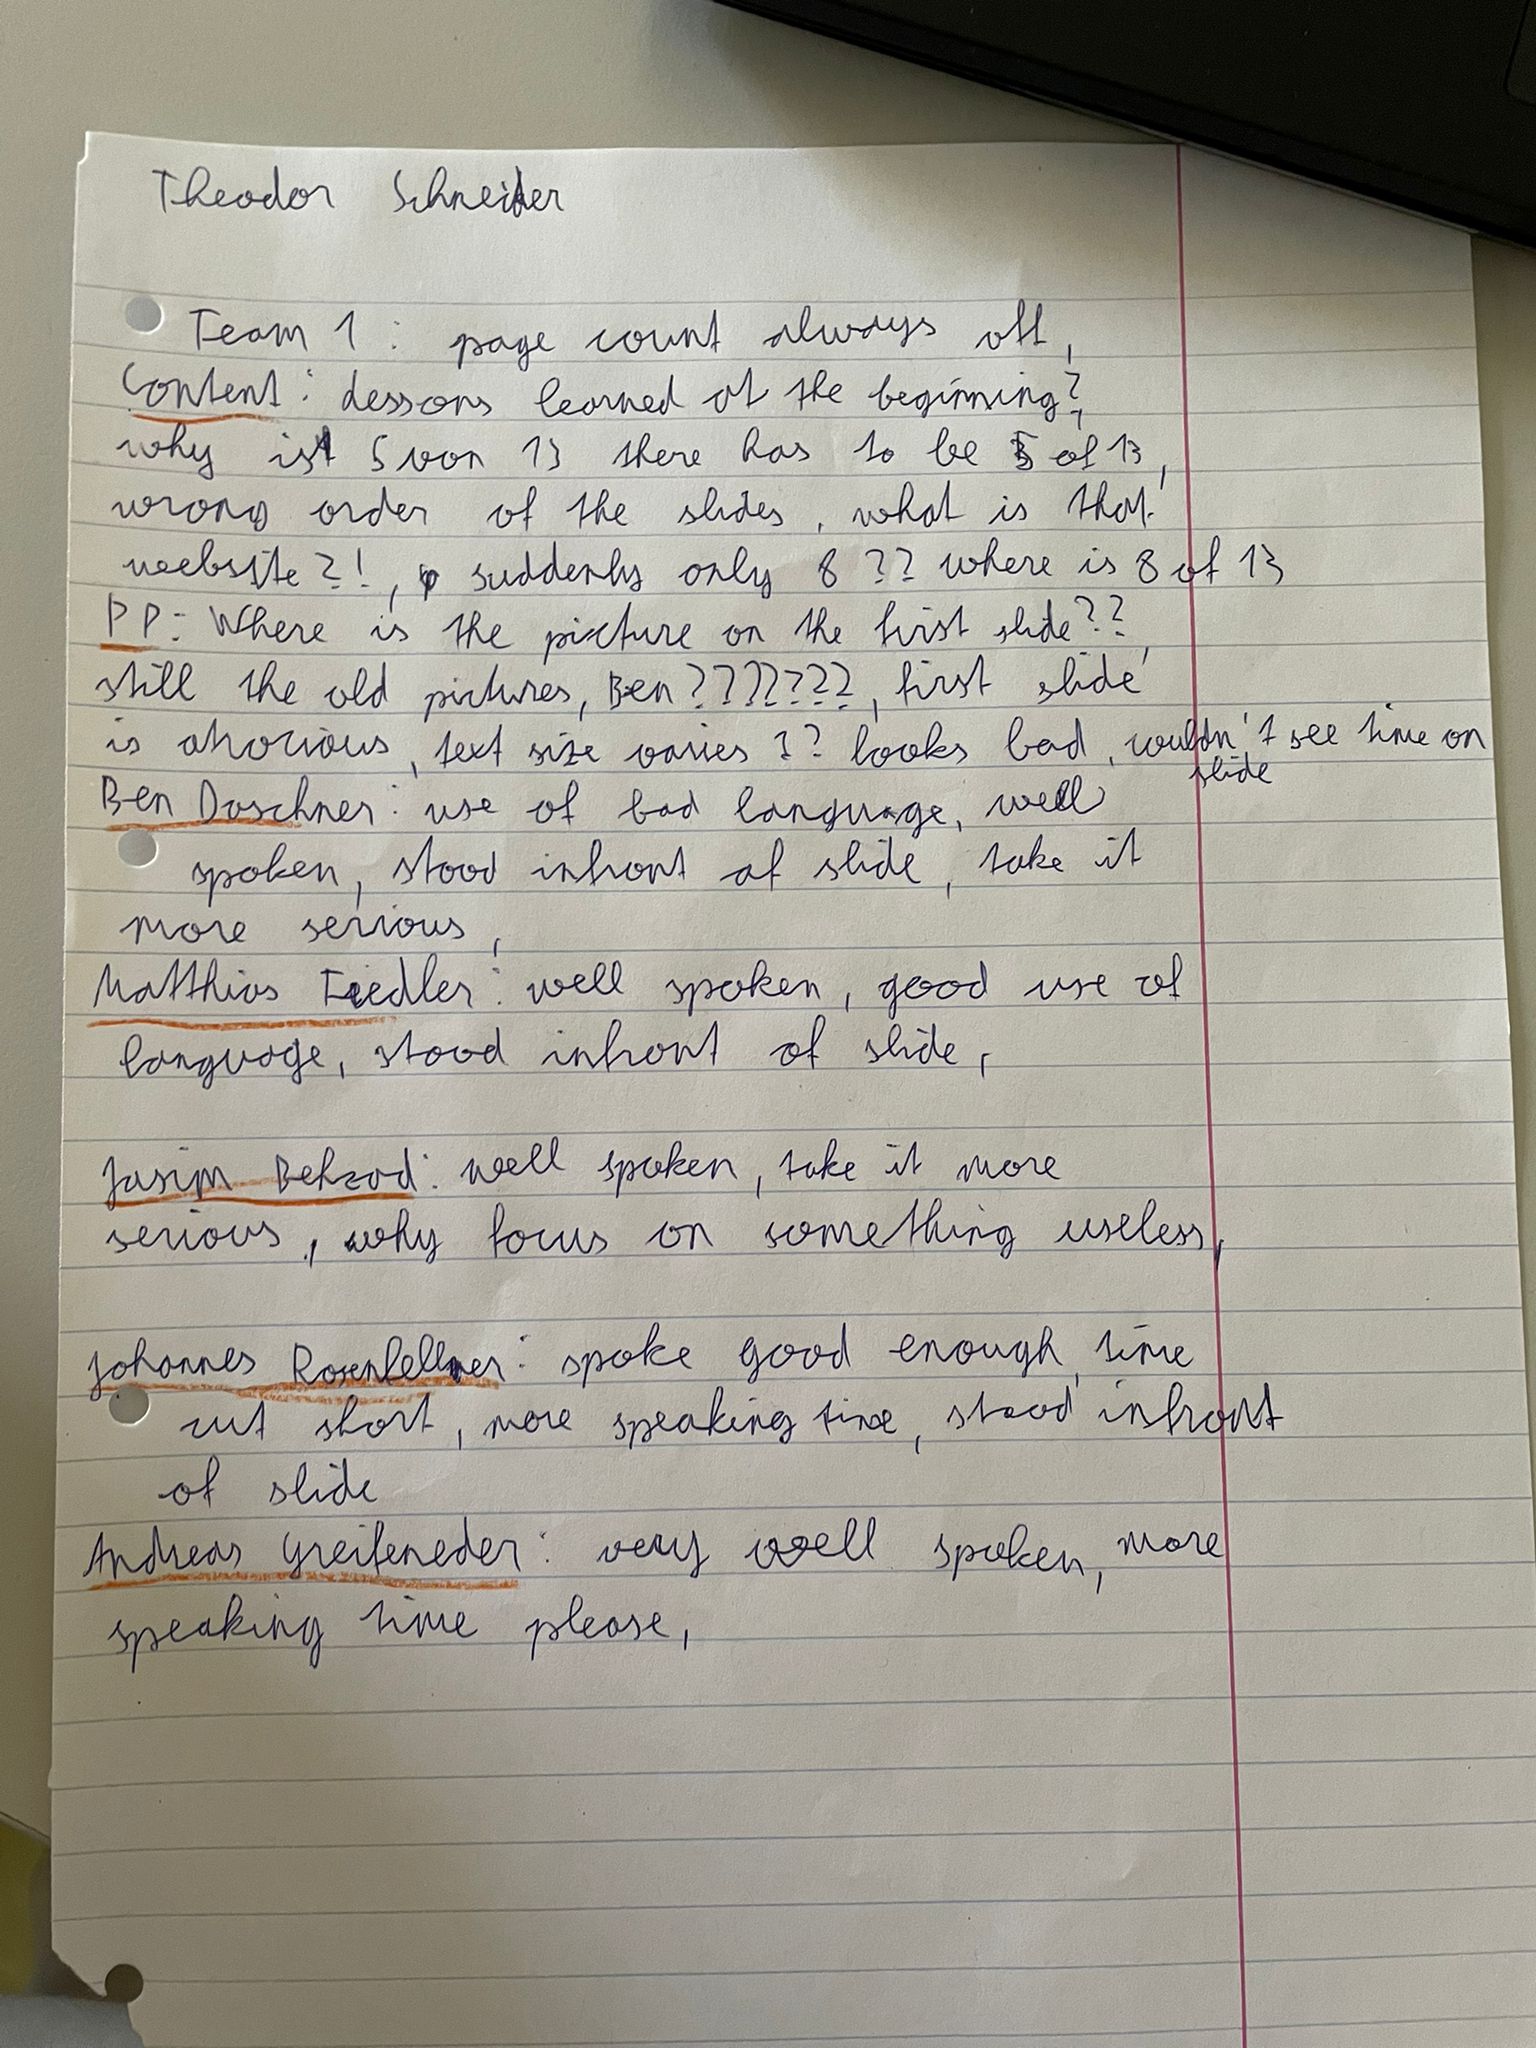 Theodor Schneider
Team 1: page count always off,
Content: Lessons learned at the beginning?,
why ist 5 von 13 there has to be 5 of 13,
wrong order of the slides, what is that
website?!, suddenly only 8 ?? where is 8 of 13
PP: Where is the picture on the first slide??,
still the old pictures, Ben???????, first slide
is atrocious, text size varies ?? looks bad, couldn't see time on
slide
Ben Daschner: use of bad language, well
spoken, stood infront of slide, take it
more serious,
Matthias Fiedler: well spoken, good use of
language, stood infront of slide,
Jasim Behzad: well spoken, take it more
serious, why focus on something useless,
Johannes Rosenfellner: spoke good enough, time
cut short, more speaking time, stood infront
of slide
Andreas Greifeneder: very well spoken, more
speaking time please,